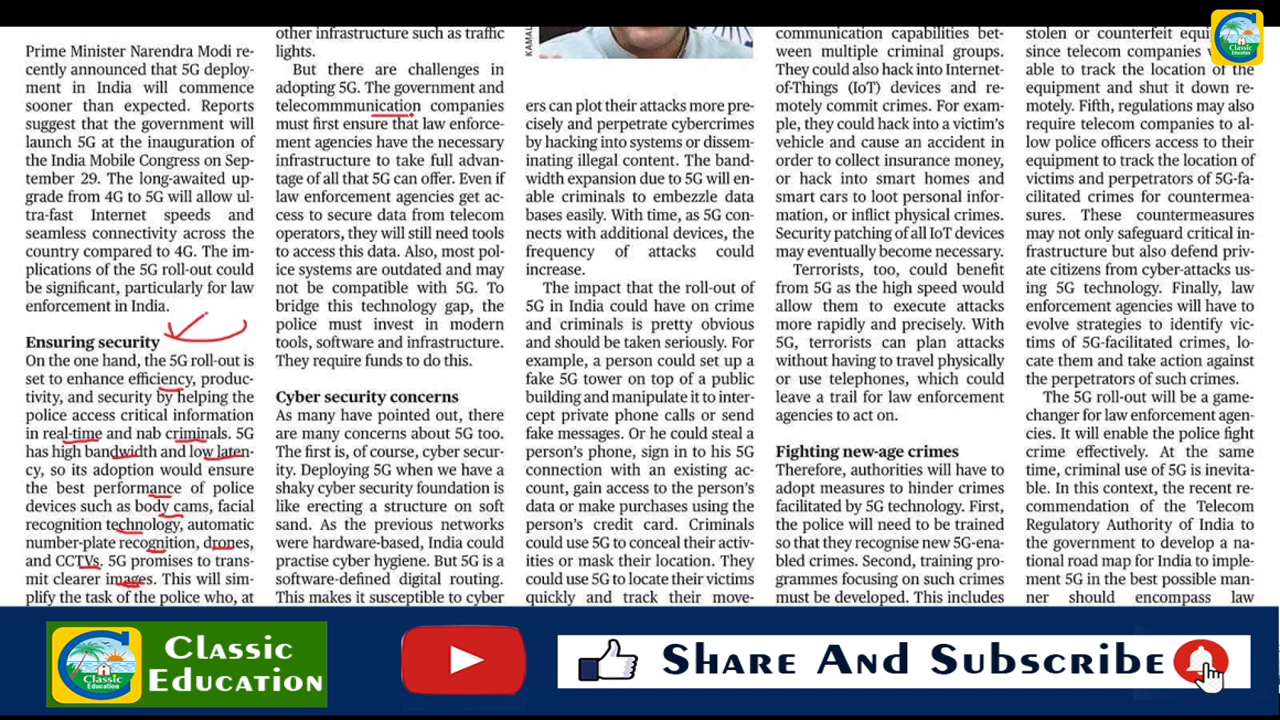 Prime Minister Narendra Modi re-
cently announced that 5G deploy-
ment in India will commence
sooner than expected. Reports
suggest that the government will
launch 5G at the inauguration of
the India Mobile Congress on Sep-
tember 29. The long-awaited up-
grade from 4G to 5G will allow ul-
tra-fast Internet speeds and
seamless connectivity across the
country compared to 4G. The im-
plications of the 5G roll-out could
be significant, particularly for law
enforcement in India.
Ensuring security
On the one hand, the 5G roll-out is
set to enhance efficiency, produc-
tivity, and security by helping the
police access critical information
in real-time and nab criminals. 5G
has high bandwidth and low laten-
cy, so its adoption would ensure
the best performance of police
devices such as body cams, facial
recognition technology, automatic
number-plate recognition, drones,
and CCTVs. 5G promises to trans-
mit clearer images. This will sim-
plify the task of the police who, at
other infrastructure such as traffic
lights.
But there are challenges in
adopting 5G. The government and
telecommmunication companies
must first ensure that law enforce-
ment agencies have the necessary
infrastructure to take full advan-
tage of all that 5G can offer. Even if
law enforcement agencies get ac-
cess to secure data from telecom
operators, they will still need tools
to access this data. Also, most pol-
ice systems are outdated and may
not be compatible with 5G. To
bridge this technology gap, the
police must invest in modern
tools, software and infrastructure.
They require funds to do this.
Cyber security concerns
As many have pointed out, there
are many concerns about 5G too.
The first is, of course, cyber secur-
ity. Deploying 5G when we have a
shaky cyber security foundation is
like erecting a structure on soft
sand. As the previous networks
were hardware-based, India could
practise cyber hygiene. But 5G is a
software-defined digital routing.
This makes it susceptible to cyber
KAMAL
ers can plot their attacks more pre-
cisely and perpetrate cybercrimes
by hacking into systems or dissem-
inating illegal content. The band-
width expansion due to 5G will en-
able criminals to embezzle data
bases easily. With time, as 5G con-
nects with additional devices, the
frequency of attacks could
increase.
The impact that the roll-out of
5G in India could have on crime
and criminals is pretty obvious
and should be taken seriously. For
example, a person could set up a
fake 5G tower on top of a public
building and manipulate it to inter-
cept private phone calls or send
fake messages. Or he could steal a
person's phone, sign in to his 5G
connection with an existing ac-
count, gain access to the person's
data or make purchases using the
person's credit card. Criminals
could use 5G to conceal their activ-
ities or mask their location. They
could use 5G to locate their victims
quickly and track their move-
communication capabilities bet-
ween multiple criminal groups.
They could also hack into Internet-
of-Things (IoT) devices and re-
motely commit crimes. For exam-
ple, they could hack into a victim's
vehicle and cause an accident in
order to collect insurance money,
or hack into smart homes and
smart cars to loot personal infor-
mation, or inflict physical crimes.
Security patching of all IoT devices
may eventually become necessary.
Terrorists, too, could benefit
from 5G as the high speed would
allow them to execute attacks
more rapidly and precisely. With
5G, terrorists can plan attacks
without having to travel physically
or use telephones, which could
leave a trail for law enforcement
agencies to act on.
Fighting new-age crimes
Therefore, authorities will have to
adopt measures to hinder crimes
facilitated by 5G technology. First,
the police will need to be trained
so that they recognise new 5G-ena-
bled crimes. Second, training pro-
grammes focusing on such crimes
must be developed. This includes
stolen or counterfeit equi
since telecom companies
able to track the location of the
equipment and shut it down re-
motely. Fifth, regulations may also
require telecom companies to al-
low police officers access to their
equipment to track the location of
victims and perpetrators of 5G-fa-
cilitated crimes for countermea-
sures. These countermeasures
may not only safeguard critical in-
frastructure but also defend priv-
ate citizens from cyber-attacks us-
ing 5G technology. Finally, law
enforcement agencies will have to
evolve strategies to identify vic-
tims of 5G-facilitated crimes, lo-
cate them and take action against
the perpetrators of such crimes.
The 5G roll-out will be a game-
changer for law enforcement agen-
cies. It will enable the police fight
crime effectively. At the same
time, criminal use of 5G is inevita-
ble. In this context, the recent re-
commendation of the Telecom
Regulatory Authority of India to
the government to develop a na-
tional road map for India to imple-
ment 5G in the best possible man-
ner should encompass law
Classic
Education
Classic
Education
Classic
Education
Share And Subscribe